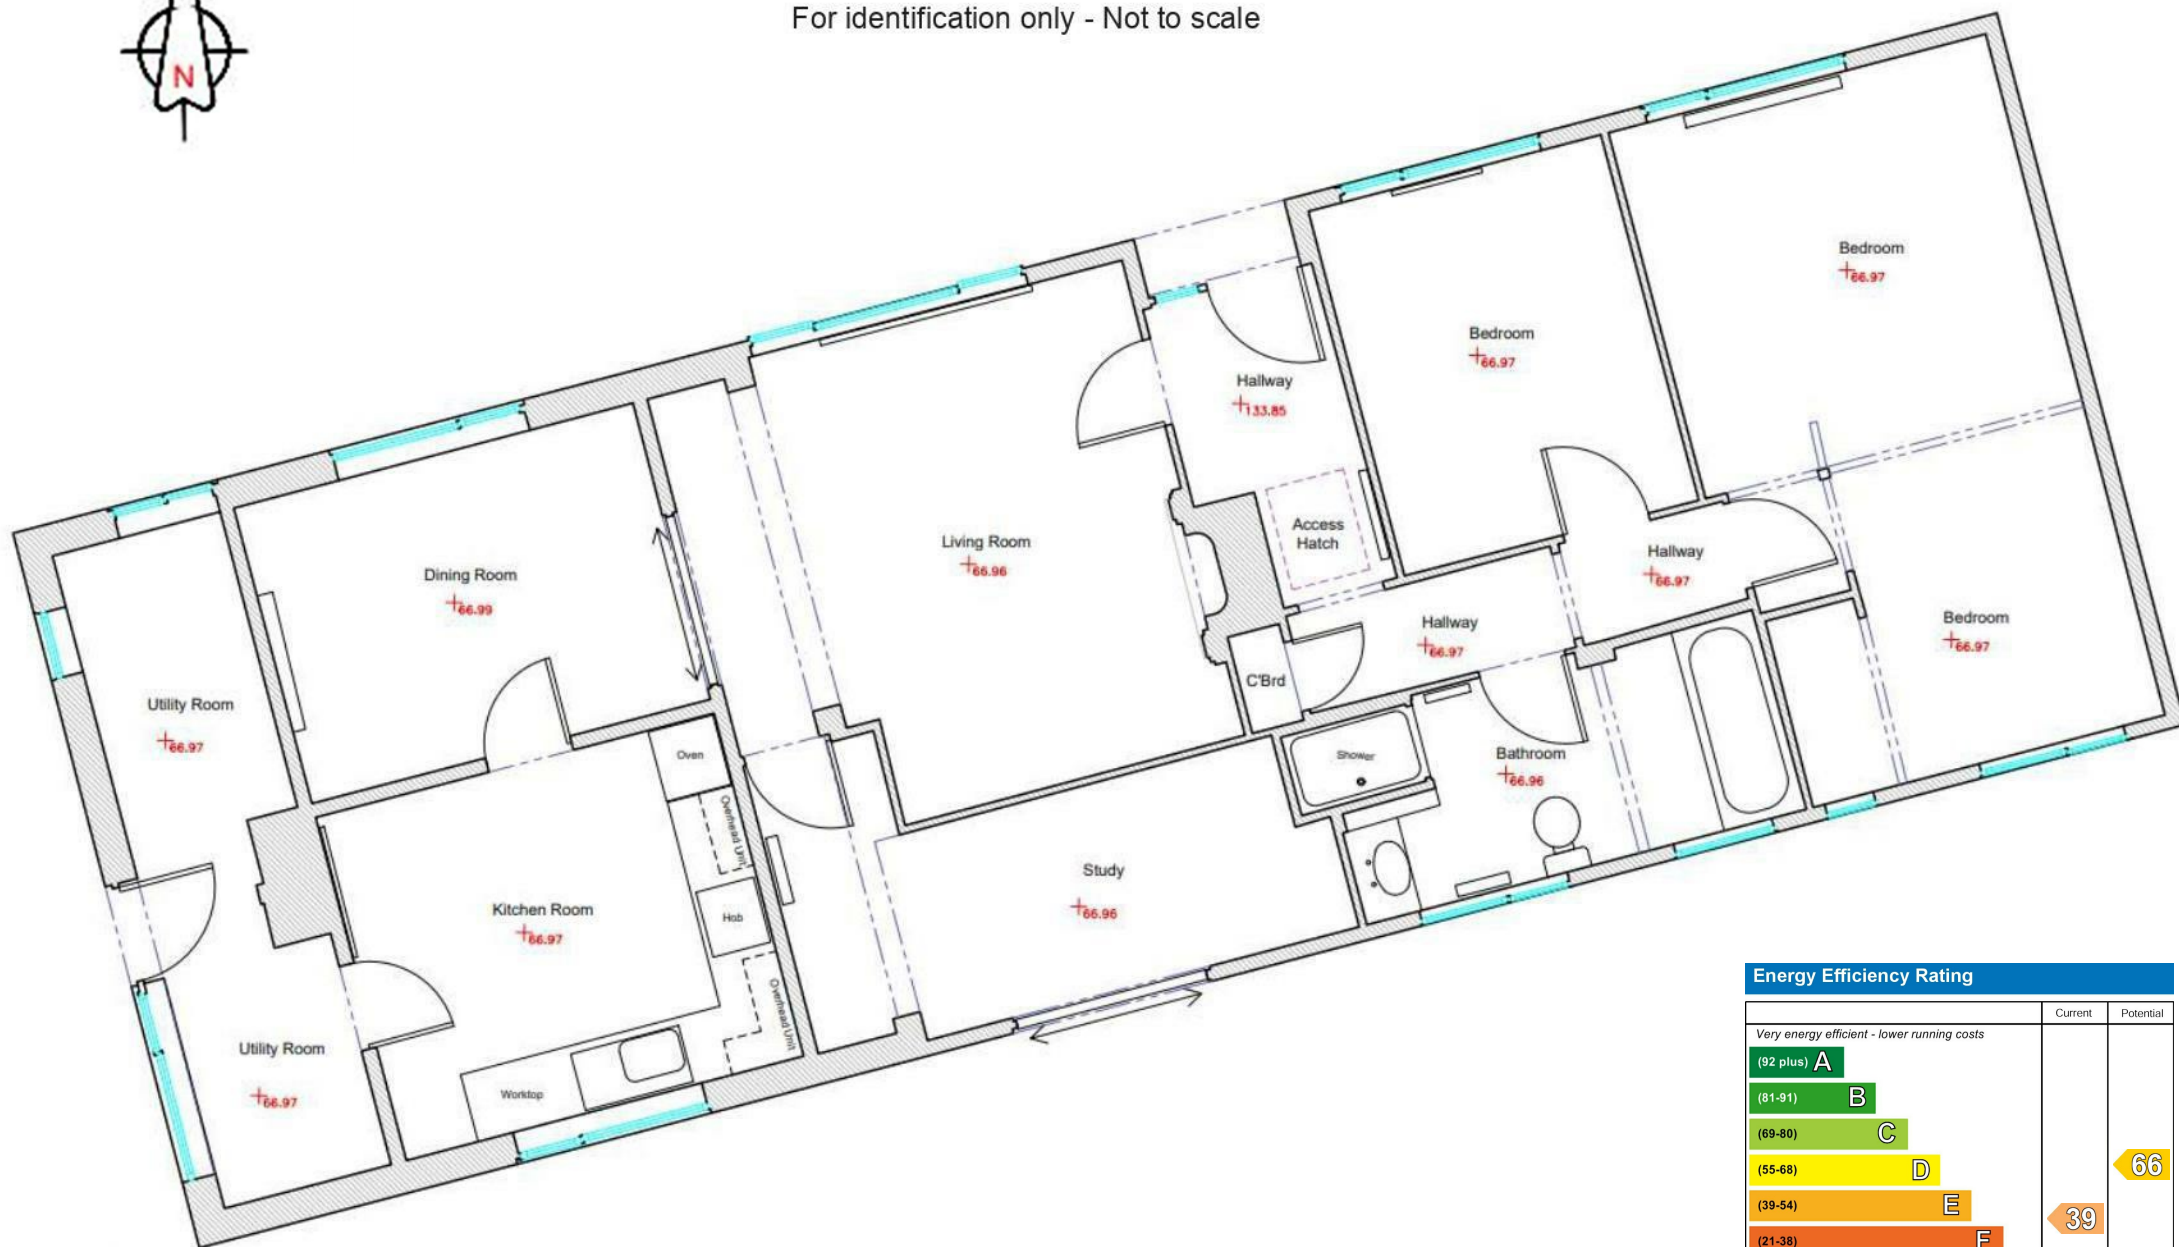 For identification only - Not to scale
N
Bedroom
66.97
Bedroom
66.97
Hallway
133.85
Access
Hatch
Living Room
66.96
Dining Room
66.99
Hallway
66.97
Hallway
66.97
Bedroom
66.97
C'Brd
Utility Room
66.97
Oven
Shower
Bathroom
66.96
Overhead Unit
Study
66.96
Kitchen Room
66.97
Hob
Overhead Unit
Utility Room
66.97
Worktop
Energy Efficiency Rating
Current Potential
Very energy efficient - lower running costs
(92 plus) A
(81-91) B
(69-80) C
(55-68) D
66
(39-54) E
39
(21-38) F